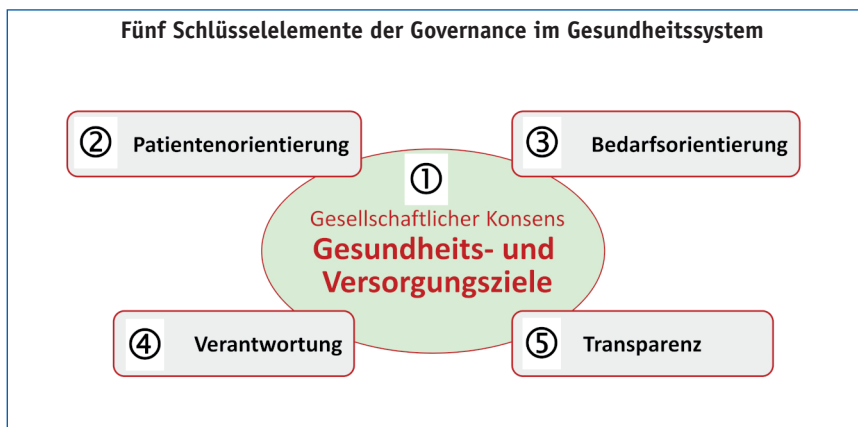 Fünf Schlüsselelemente der Governance im Gesundheitssystem
② Patientenorientierung
③ Bedarfsorientierung
①
Gesellschaftlicher Konsens
Gesundheits- und
Versorgungsziele
④ Verantwortung
⑤ Transparenz